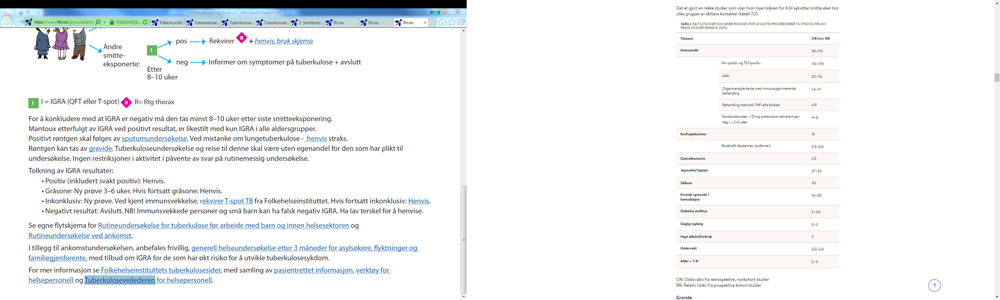 https://www.fhi.no/globalassets/
FOLKEHELS...
Tuberkulose...
Tuberkulose...
Tuberkulose...
Tuberkulose...
7. Smittever...
fhi.no
fhi.no
fhi.no
Andre
smitte-
eksponerte:
I
pos
Rekvirer R + henvis, bruk skjema
neg
Informer om symptomer på tuberkulose + avslutt
Etter
8–10 uker
I I = IGRA (QFT eller T-spot) R R= Rtg thorax
For å konkludere med at IGRA er negativ må den tas minst 8–10 uker etter siste smitteeksponering.
Mantoux etterfulgt av IGRA ved positivt resultat, er likestilt med kun IGRA i alle aldersgrupper.
Positivt røntgen skal følges av sputumundersøkelse. Ved mistanke om lungetuberkulose - henvis straks.
Røntgen kan tas av gravide. Tuberkuloseundersøkelse og reise til denne skal være uten egenandel for den som har plikt til
undersøkelse. Ingen restriksjoner i aktivitet i påvente av svar på rutinemessig undersøkelse.
Tolkning av IGRA resultater:
• Positiv (inkludert svakt positiv): Henvis.
• Gråsone: Ny prøve 3–6 uker. Hvis fortsatt gråsone: Henvis.
• Inkonklusiv: Ny prøve. Ved kjent immunsvekkelse, rekvirer T-spot TB fra Folkehelseinstituttet. Hvis fortsatt inkonklusiv: Henvis.
• Negativt resultat: Avslutt. NB! Immunsvekkede personer og små barn kan ha falsk negativ IGRA. Ha lav terskel for å henvise.
Se egne flytskjema for Rutineundersøkelse for tuberkulose før arbeide med barn og innen helsesektoren og
Rutineundersøkelse ved ankomst.
I tillegg til ankomstundersøkelsen, anbefales frivillig, generell helseundersøkelse etter 3 måneder for asylsøkere, flyktninger og
familiegjenforente, med tilbud om IGRA for de som har økt risiko for å utvikle tuberkulosesykdom.
For mer informasjon se Folkehelseinstituttets tuberkulosesider, med samling av pasientrettet informasjon, verktøy for
helsepersonell og Tuberkuloseveilederen for helsepersonell.
Det er gjort en rekke studier som viser hvor mye risikoen for å bli syk etter smitte øker hos
ulike grupper av sårbare kontakter (tabell 7.2).
TABELL 7.2: TILSTANDER SOM ØKER RISIKOEN FOR AT SMITTE PROGREDIERER TIL SYKDOM FRA EN
REKKE STUDIER (ERKENS, 2010).
Tilstand OR eller RR
Immunsvikt 50–110
Hiv-positiv og TST-positiv 110–170
Aids 20–74
Organtransplanterte med immunsupprimerende 1,5–17
behandling
Behandling med anti-TNF-alfa blokker 4,9
Kortikosteroider > 15 mg prednisolon-ekvalent per 4–8
dag i > 2–4 uker
Kreftsykdommer 16
Blodkreft (leukemier, lymfomer) 2,5–6,3
Gastrektomerte 2,5
Jejunoileal bypass 27–63
Silikose 30
Kronisk nyresvikt / 10–25
hemodialyse
Diabetes mellitus 2–3,6
Daglig røyking 2–3
Høyt alkoholforbruk 3
Undervekt 2,0–2,6
Alder < 5 år 2–5
OR: Odds ratio fra retrospektive, nonkohort studier
RR: Relativ risiko fra prospektive kohort studier
Gravide